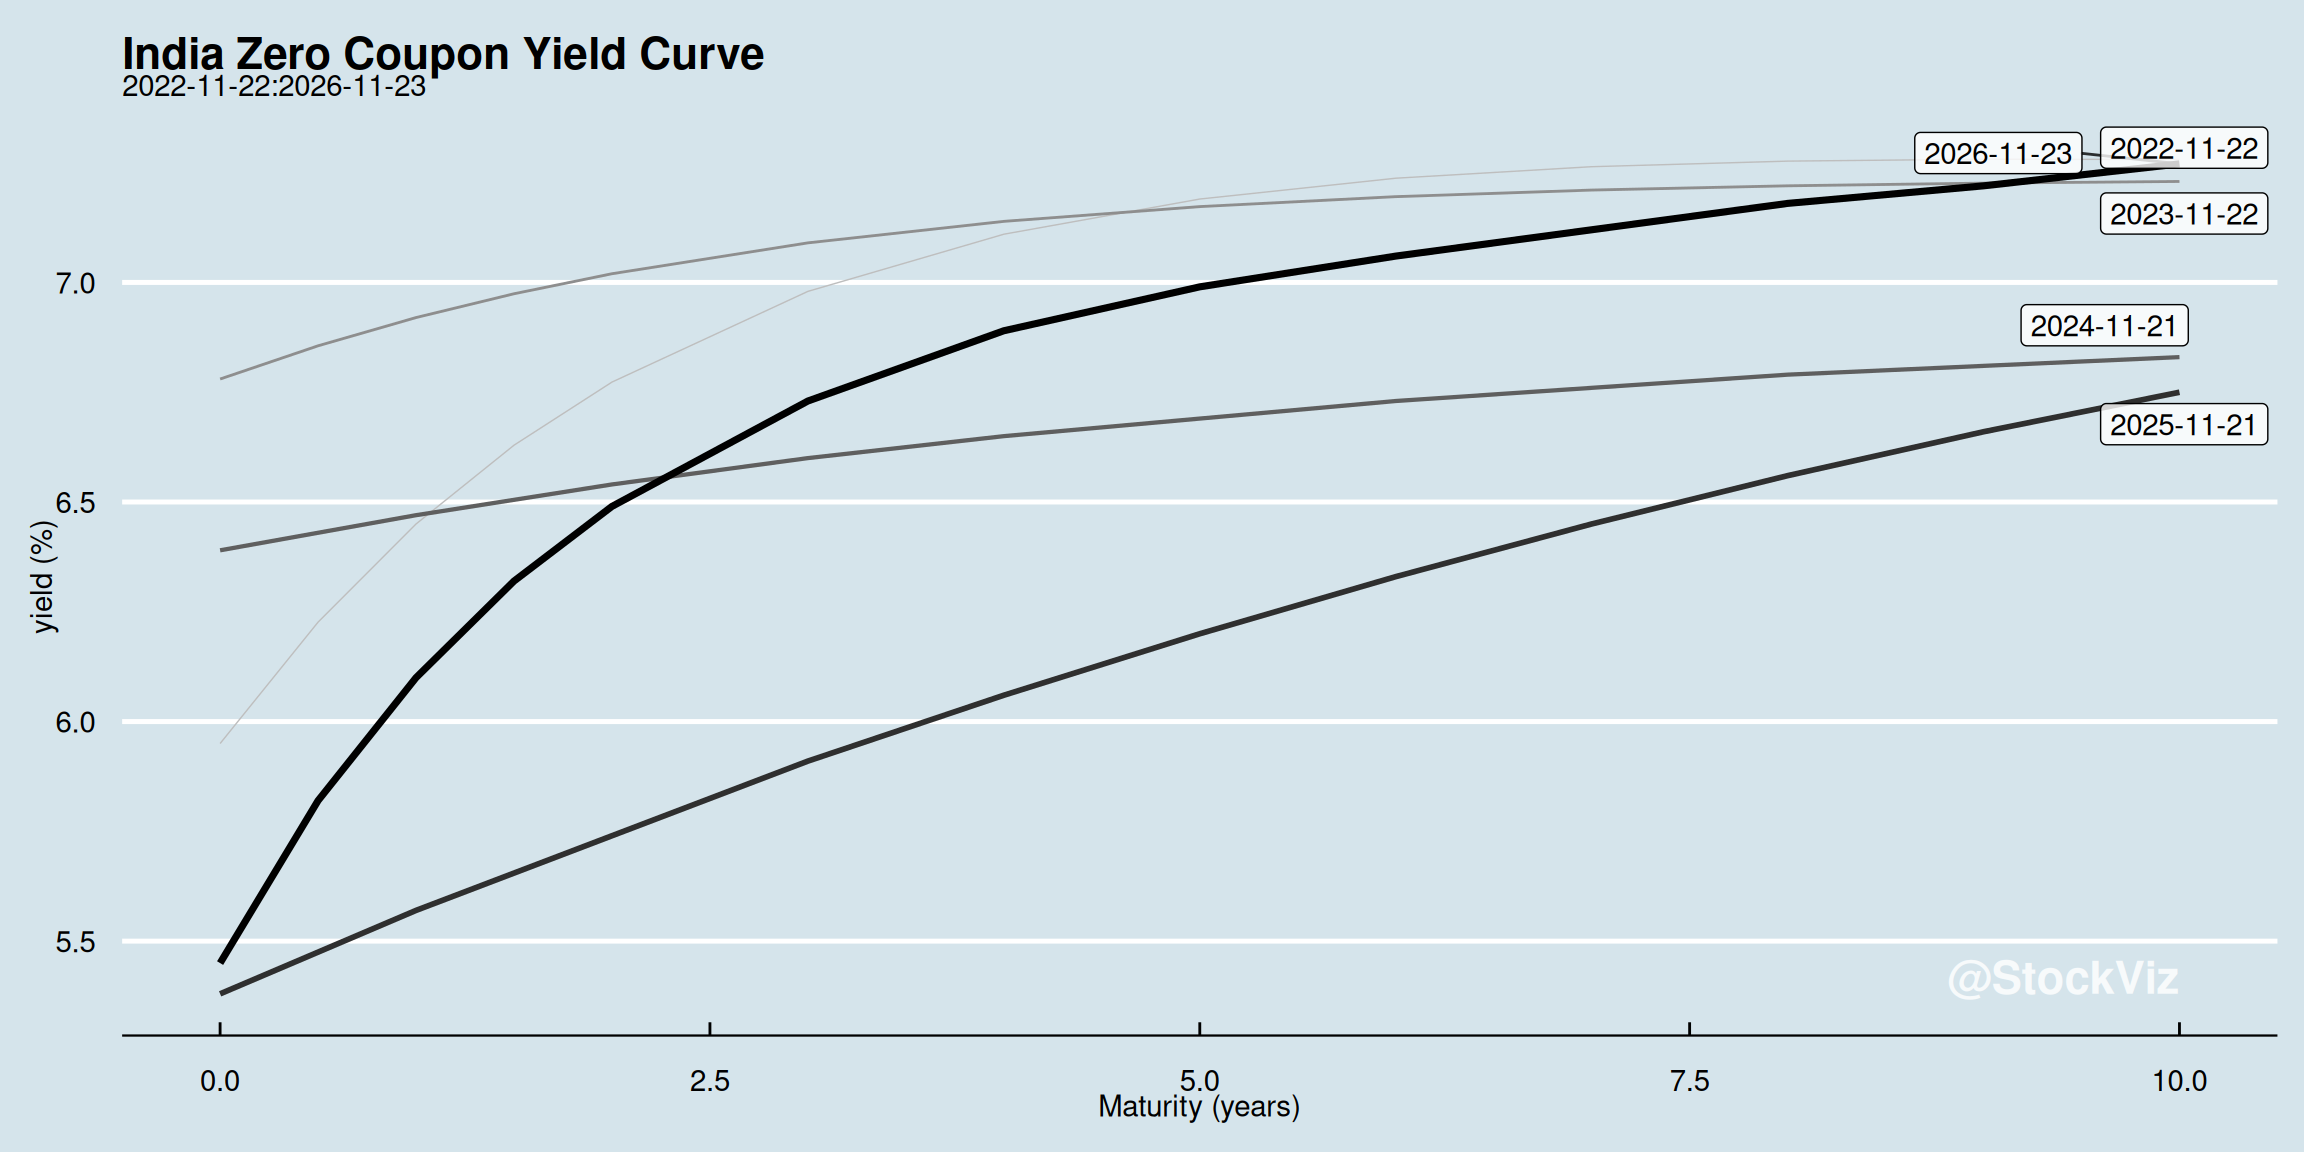 India Zero Coupon Yield Curve
2022-11-22:2026-11-23
2026-11-23
2022-11-22
2023-11-22
2024-11-21
2025-11-21
7.0
6.5
6.0
5.5
yield (%)
@StockViz
0.0 2.5 5.0 7.5 10.0
Maturity (years)